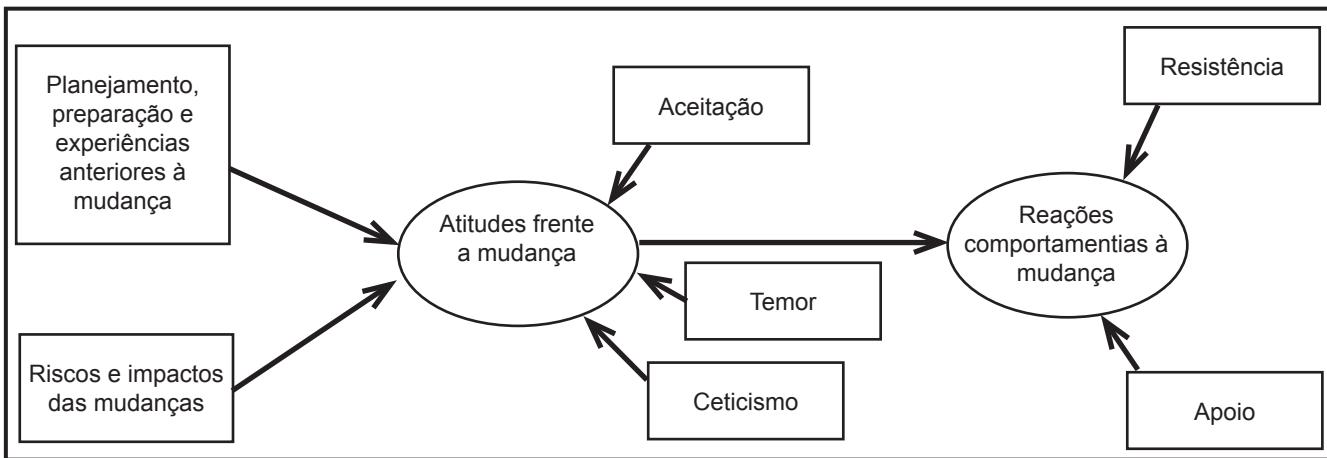 Planejamento,
preparação e
experiências
anteriores à
mudança
Riscos e impactos
das mudanças
Aceitação
Atitudes frente
a mudança
Temor
Ceticismo
Resistência
Reações
comportamentias à
mudança
Apoio